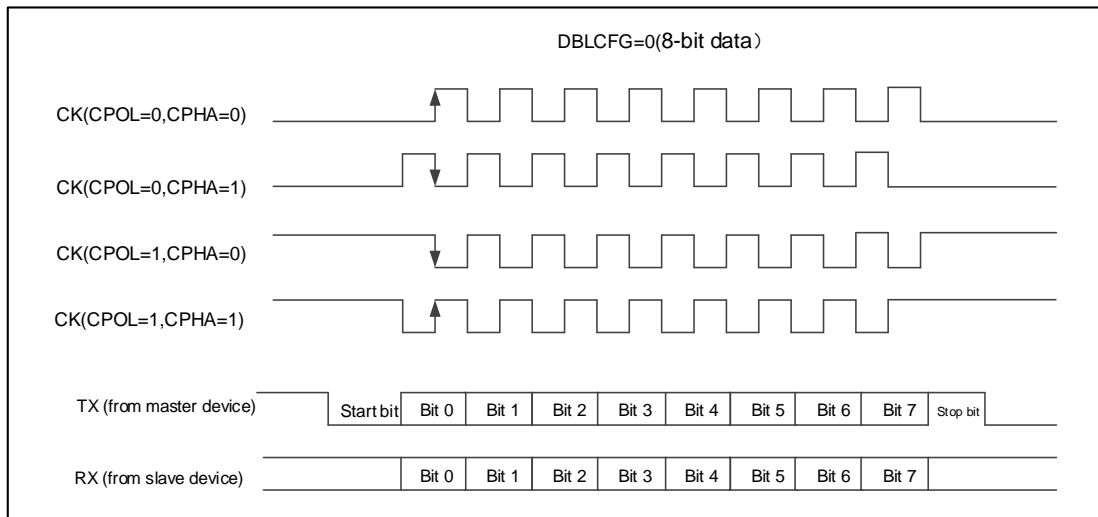 DBLCFG=0(8-bit data）
CK(CPOL=0,CPHA=0)
CK(CPOL=0,CPHA=1)
CK(CPOL=1,CPHA=0)
CK(CPOL=1,CPHA=1)
TX (from master device) Start bit Bit 0 Bit 1 Bit 2 Bit 3 Bit 4 Bit 5 Bit 6 Bit 7 Stop bit
RX (from slave device) Bit 0 Bit 1 Bit 2 Bit 3 Bit 4 Bit 5 Bit 6 Bit 7